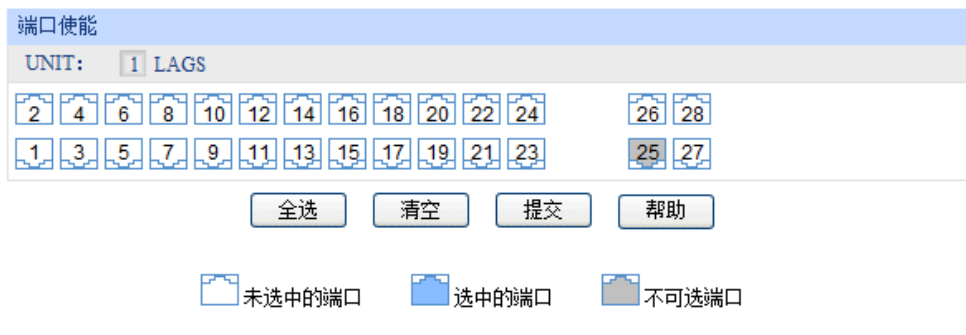 端口使能
UNIT: 1 LAGS
2 4 6 8 10 12 14 16 18 20 22 24 26 28
1 3 5 7 9 11 13 15 17 19 21 23 25 27
全选 清空 提交 帮助
未选中的端口 选中的端口 不可选端口